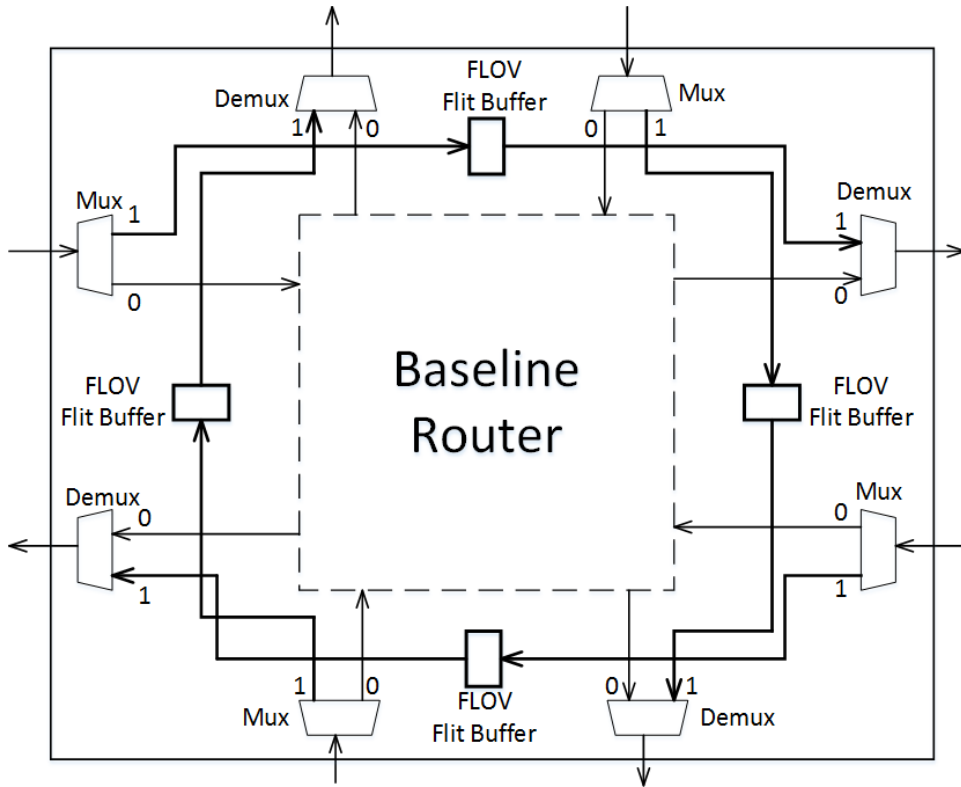 FLOV
Flit Buffer
Demux
Mux
1
0
0
1
Mux
1
0
Demux
1
0
Baseline
Router
FLOV
Flit Buffer
FLOV
Flit Buffer
Demux
0
1
Mux
0
1
1
0
Mux
FLOV
Flit Buffer
0
1
Demux